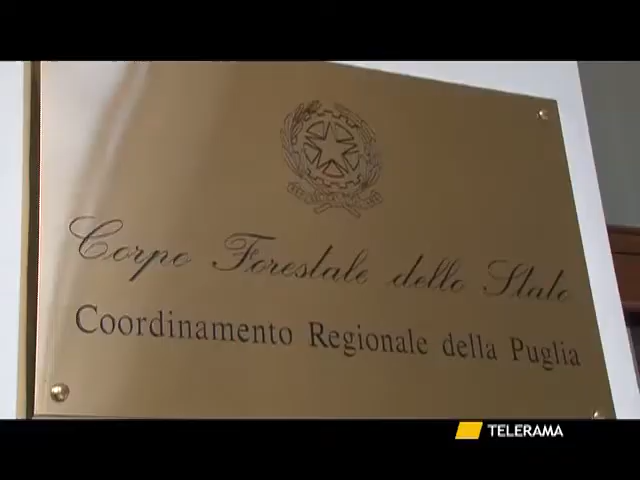 Corpo Forestale dello Stato
Coordinamento Regionale della Puglia
TELERAMA